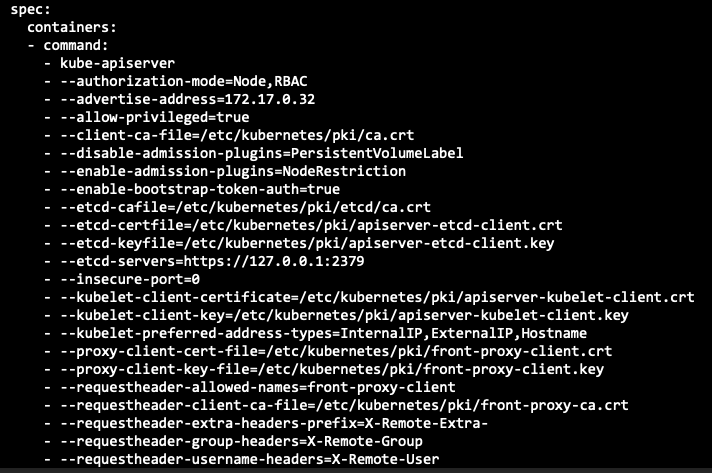 spec:
containers:
- command:
- kube-apiserver
- --authorization-mode=Node,RBAC
- --advertise-address=172.17.0.32
- --allow-privileged=true
- --client-ca-file=/etc/kubernetes/pki/ca.crt
- --disable-admission-plugins=PersistentVolumeLabel
- --enable-admission-plugins=NodeRestriction
- --enable-bootstrap-token-auth=true
- --etcd-cafile=/etc/kubernetes/pki/etcd/ca.crt
- --etcd-certfile=/etc/kubernetes/pki/apiserver-etcd-client.crt
- --etcd-keyfile=/etc/kubernetes/pki/apiserver-etcd-client.key
- --etcd-servers=https://127.0.0.1:2379
- --insecure-port=0
- --kubelet-client-certificate=/etc/kubernetes/pki/apiserver-kubelet-client.crt
- --kubelet-client-key=/etc/kubernetes/pki/apiserver-kubelet-client.key
- --kubelet-preferred-address-types=InternalIP,ExternalIP,Hostname
- --proxy-client-cert-file=/etc/kubernetes/pki/front-proxy-client.crt
- --proxy-client-key-file=/etc/kubernetes/pki/front-proxy-client.key
- --requestheader-allowed-names=front-proxy-client
- --requestheader-client-ca-file=/etc/kubernetes/pki/front-proxy-ca.crt
- --requestheader-extra-headers-prefix=X-Remote-Extra-
- --requestheader-group-headers=X-Remote-Group
- --requestheader-username-headers=X-Remote-User